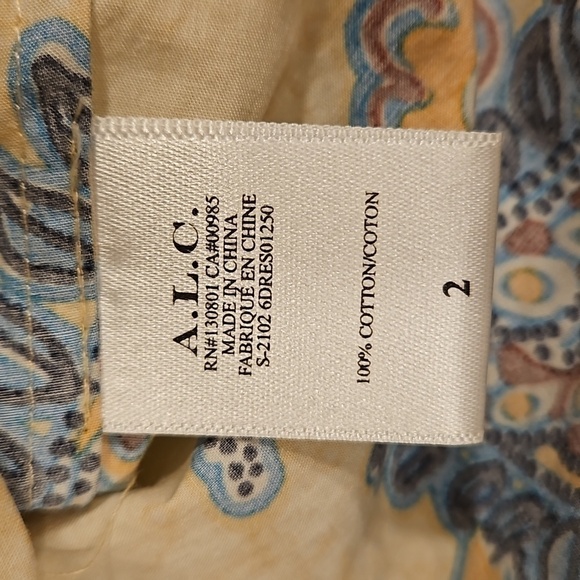 A.L.C.
RN#130801 CA#00985
MADE IN CHINA
FABRIQUÉ EN CHINE
S-2102 6DRES01250
100% COTTON/COTON
2